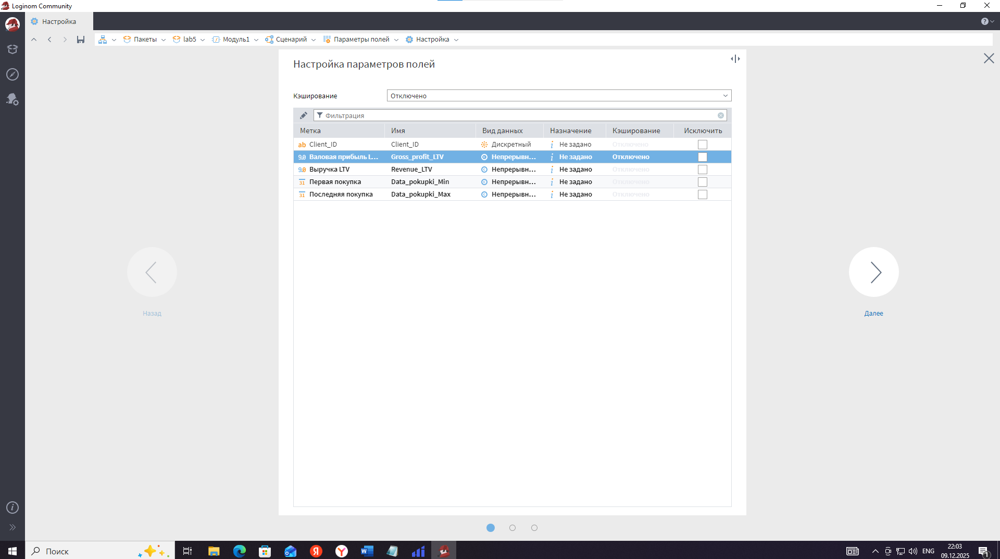 Loginom Community
Настройка
Пакеты lab5 Модуль1 Сценарий Параметры полей Настройка
Настройка параметров полей
Кэширование Отключено
Фильтрация
Метка Имя Вид данных Назначение Кэширование Исключить
ab Client_ID Client_ID Дискретный Не задано Отключено
9.0 Валовая прибыль L... Gross_profit_LTV Непрерывн... Не задано Отключено
9.0 Выручка LTV Revenue_LTV Непрерывн... Не задано Отключено
31 Первая покупка Data_pokupki_Min Непрерывн... Не задано Отключено
31 Последняя покупка Data_pokupki_Max Непрерывн... Не задано Отключено
Назад
Далее
Поиск
ENG
22:03
09.12.2025
1